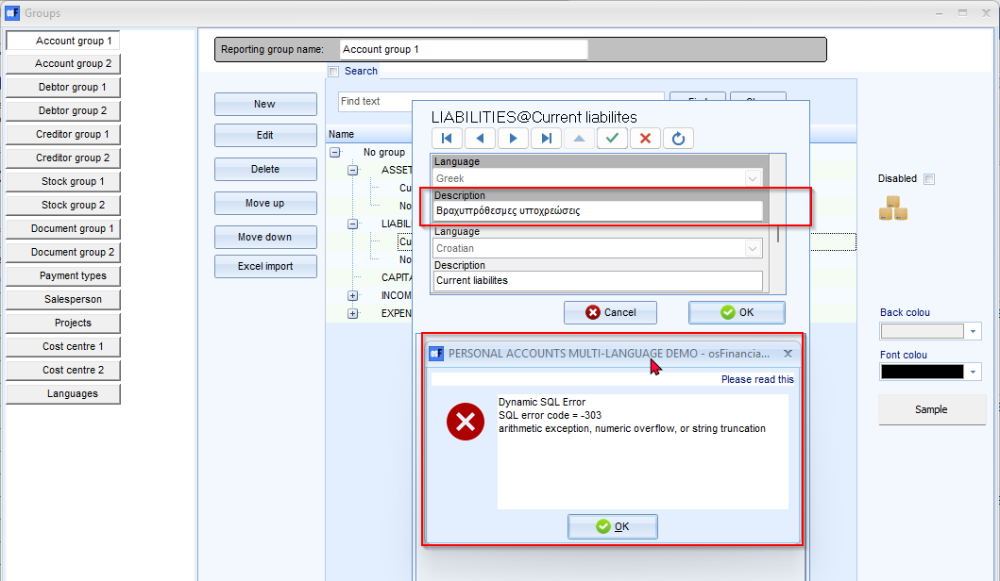 osF Groups
Account group 1
Account group 2
Debtor group 1
Debtor group 2
Creditor group 1
Creditor group 2
Stock group 1
Stock group 2
Document group 1
Document group 2
Payment types
Salesperson
Projects
Cost centre 1
Cost centre 2
Languages
Reporting group name: Account group 1
Search
Find text
New
Edit
Delete
Move up
Move down
Excel import
Name
No group
ASSET
Cu
No
LIABIL
Cu
No
CAPITA
INCOM
EXPEN
LIABILITIES@Current liabilites
Language
Greek
Description
Βραχυπρόθεσμες υποχρεώσεις
Language
Croatian
Description
Current liabilites
Cancel
OK
osF PERSONAL ACCOUNTS MULTI-LANGUAGE DEMO - osFinancia...
Please read this
Dynamic SQL Error
SQL error code = -303
arithmetic exception, numeric overflow, or string truncation
OK
Disabled
Back colou
Font colou
Sample